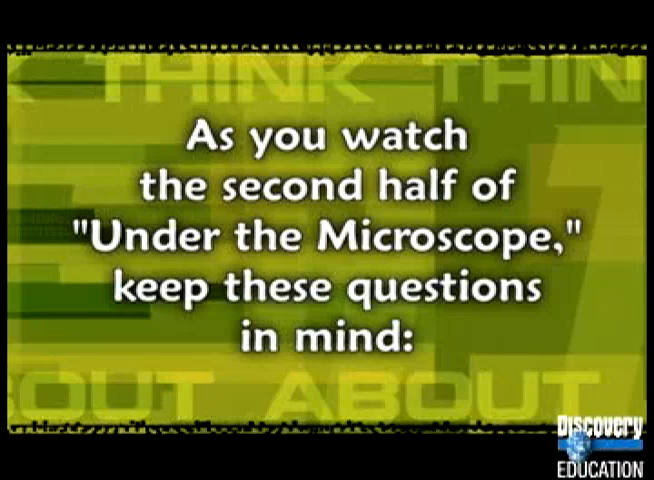 THINK THIN
As you watch
the second half of
"Under the Microscope,"
keep these questions
in mind:
OUT ABOUT
Discovery
EDUCATION